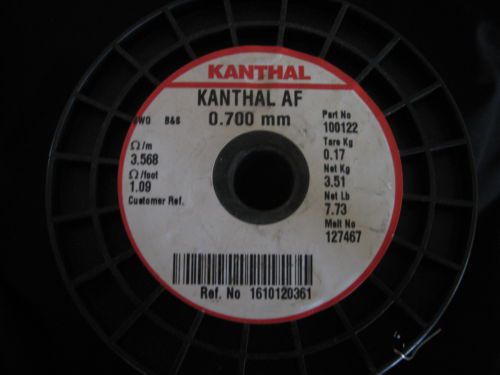 KANTHAL
KANTHAL AF
SWG B&S 0.700 mm
Ω/m
3.568
Ω/foot
1.09
Customer Ref.
Part No
100122
Tare Kg
0.17
Net Kg
3.51
Net Lb
7.73
Melt No
127467
Ref. No 1610120361